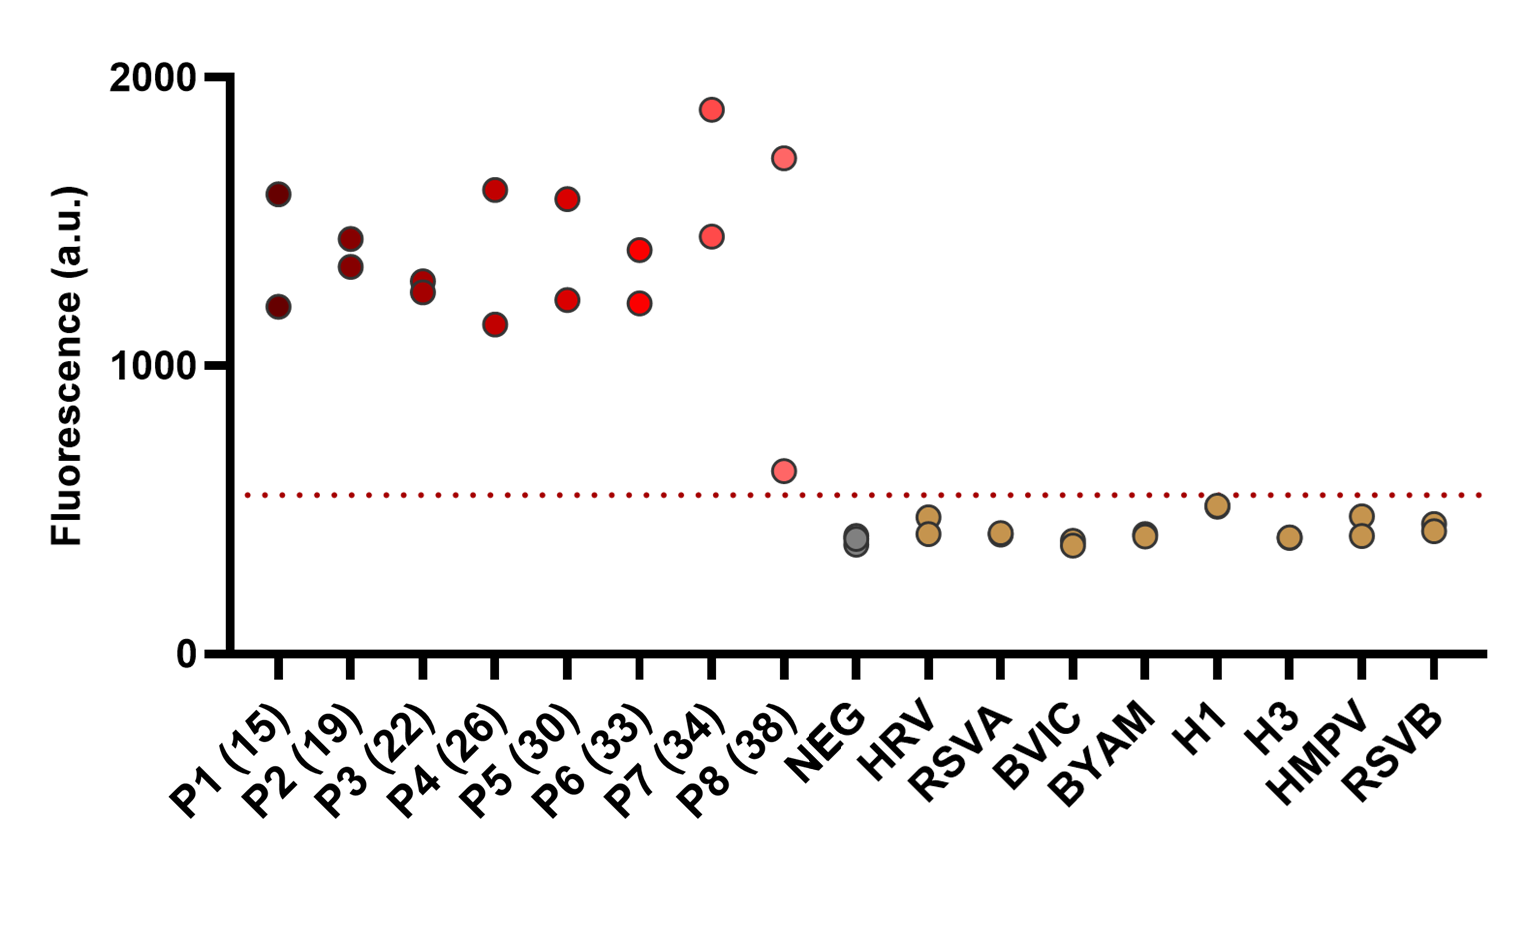 2000
1000
0
Fluorescence (a.u.)
P1 (15)
P2 (19)
P3 (22)
P4 (26)
P5 (30)
P6 (33)
P7 (34)
P8 (38)
NEG
HRV
RSVA
BVIC
BYAM
H1
H3
HMPV
RSVB